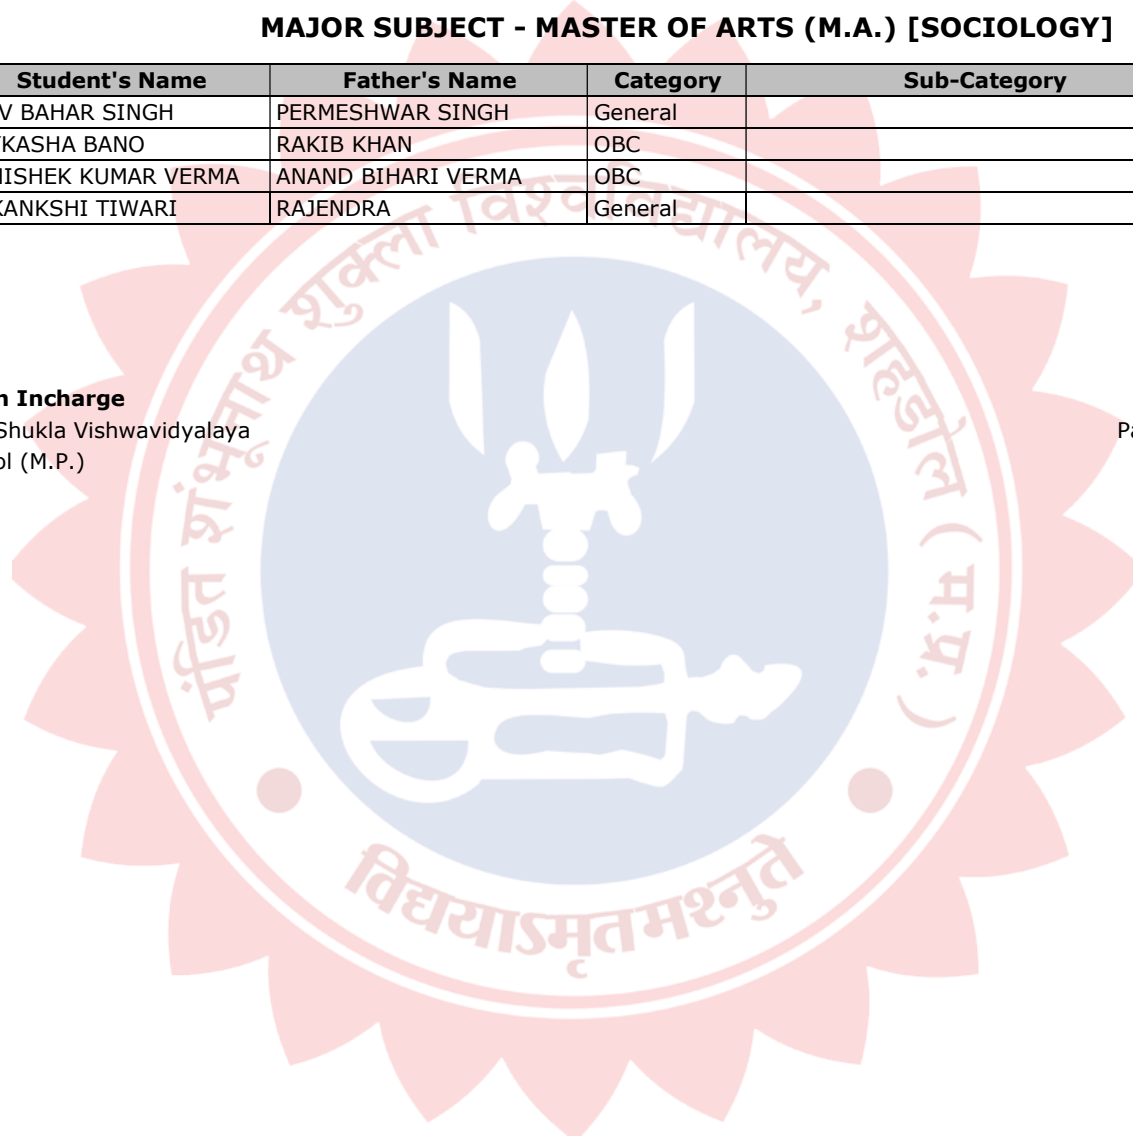 MAJOR SUBJECT - MASTER OF ARTS (M.A.) [SOCIOLOGY]
Student's Name Father's Name Category Sub-Category
V BAHAR SINGH PERMESHWAR SINGH General
KASHA BANO RAKIB KHAN OBC
HISHEK KUMAR VERMA ANAND BIHARI VERMA OBC
KANKSHI TIWARI RAJENDRA General
n Incharge
Shukla Vishwavidyalaya Pa
ol (M.P.)
पंडित शंभूनाथ शुक्ला विश्वविद्यालय, शहडोल (म.प्र.)
विद्ययाऽमृतमश्नुते